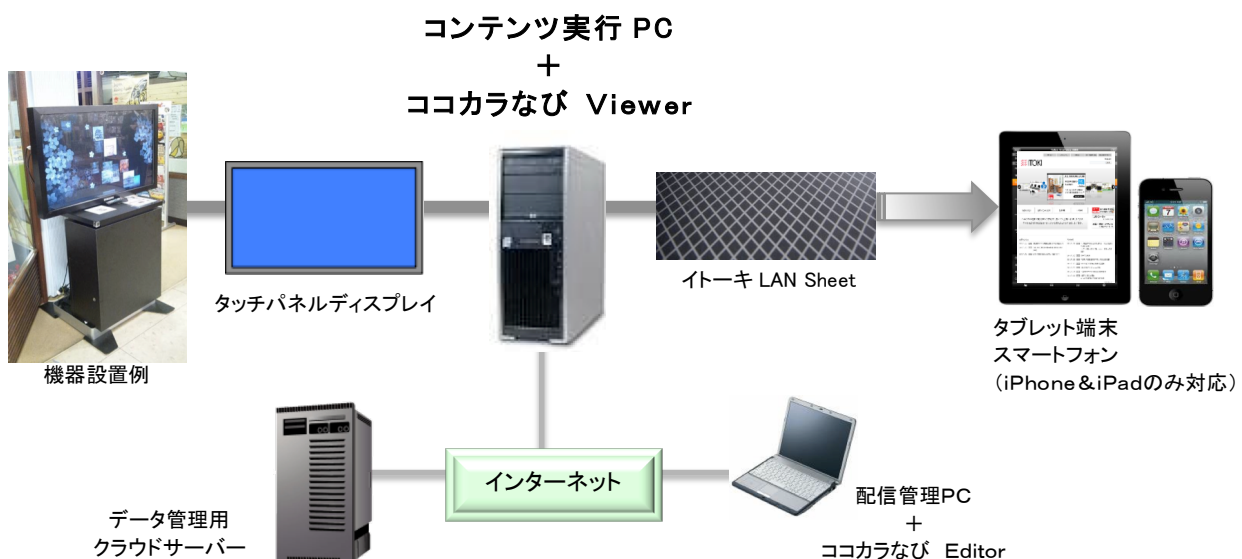 コンテンツ実行 PC
＋
ココカラなび Viewer
機器設置例
タッチパネルディスプレイ
イトーキ LAN Sheet
タブレット端末
スマートフォン
（iPhone＆iPadのみ対応）
インターネット
データ管理用
クラウドサーバー
配信管理PC
＋
ココカラなび Editor